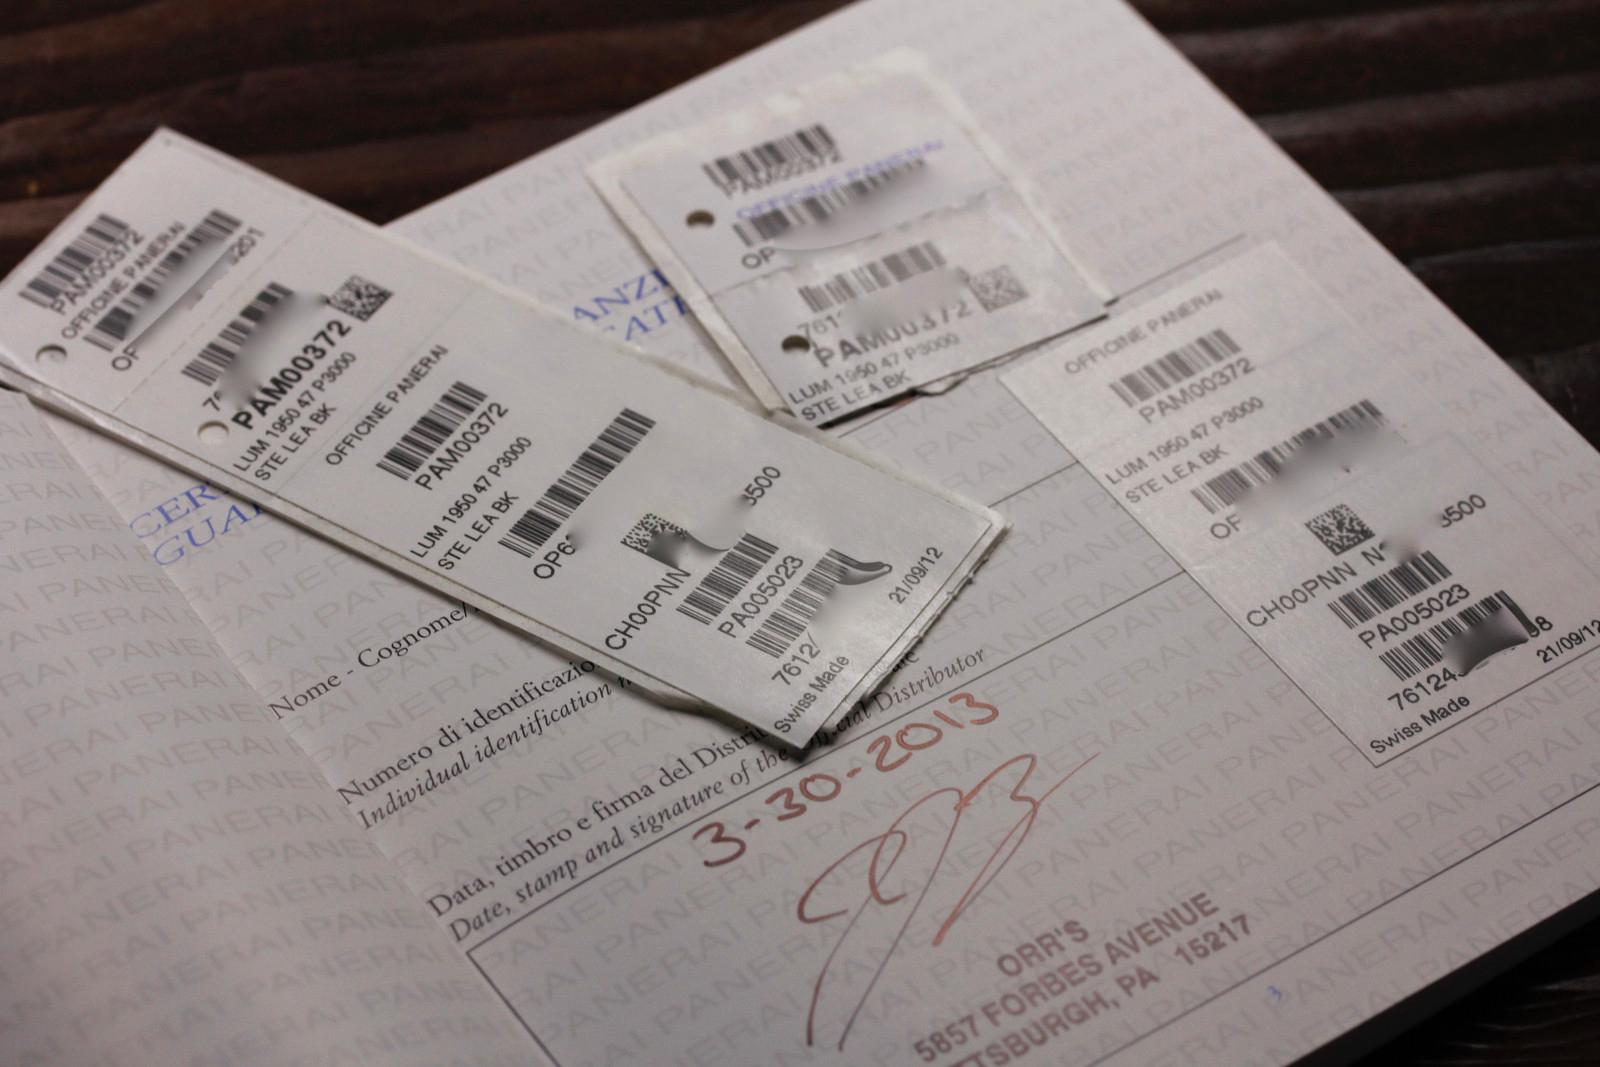 PAM00372
OFFICINE PANERAI
PAM00372
LUM 1950 47 P3000
STE LEA BK
OFFICINE PANERAI
PAM00372
LUM 1950 47 P3000
STE LEA BK
CH00PNN
PA005023
21/09/12
Swiss Made
PAM00372
OFFICINE PANERAI
PAM00372
LUM 1950 47 P3000
STE LEA BK
OFFICINE PANERAI
PAM00372
LUM 1950 47 P3000
STE LEA BK
CH00PNN
PA005023
21/09/12
Swiss Made
Nome - Cognome/
Numero di identificazio
Individual identification
Data, timbro e firma del Distri
Date, stamp and signature of the Official Distributor
3-30-2013
ORR'S
5857 FORBES AVENUE
TTSBURGH, PA 15217
3